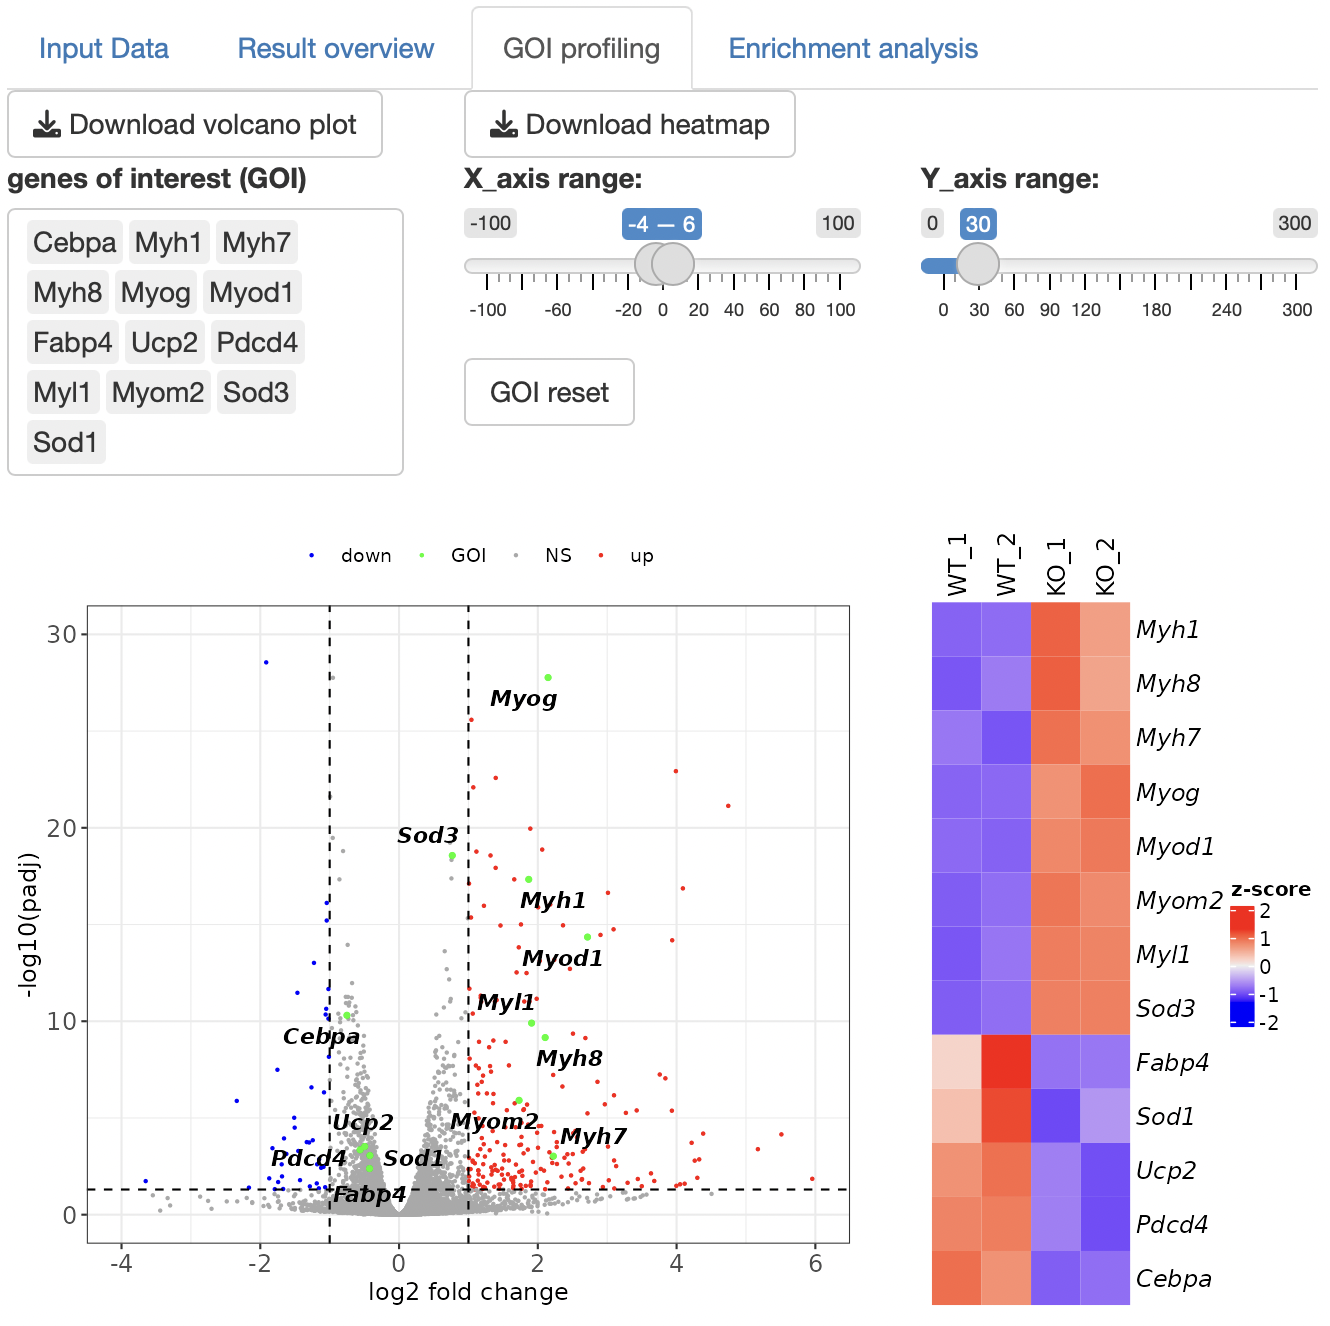 Input Data Result overview GOI profiling Enrichment analysis
Download volcano plot Download heatmap
genes of interest (GOI)
Cebpa Myh1 Myh7
Myh8 Myog Myod1
Fabp4 Ucp2 Pdcd4
Myl1 Myom2 Sod3
Sod1
X_axis range:
-100 -4 — 6 100
-100 -60 -20 0 20 40 60 80 100
Y_axis range:
0 30 300
0 30 60 90 120 180 240 300
GOI reset
down GOI NS up
30
20
10
0
-log10(padj)
Myog
Sod3
Myh1
Myod1
Myl1
Cebpa
Myh8
Ucp2
Myom2
Myh7
Pdcd4
Sod1
Fabp4
-4 -2 0 2 4 6
log2 fold change
WT_1 WT_2 KO_1 KO_2
Myh1
Myh8
Myh7
Myog
Myod1
Myom2
Myl1
Sod3
Fabp4
Sod1
Ucp2
Pdcd4
Cebpa
z-score
2
1
0
-1
-2